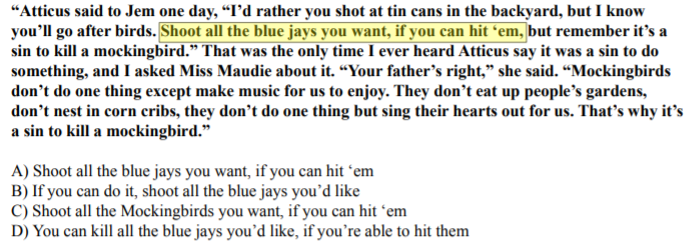 “Atticus said to Jem one day, “I’d rather you shot at tin cans in the backyard, but I know
you’ll go after birds. Shoot all the blue jays you want, if you can hit ‘em, but remember it’s a
sin to kill a mockingbird.” That was the only time I ever heard Atticus say it was a sin to do
something, and I asked Miss Maudie about it. “Your father’s right,” she said. “Mockingbirds
don’t do one thing except make music for us to enjoy. They don’t eat up people’s gardens,
don’t nest in corn cribs, they don’t do one thing but sing their hearts out for us. That’s why it’s
a sin to kill a mockingbird.”
A) Shoot all the blue jays you want, if you can hit ‘em
B) If you can do it, shoot all the blue jays you’d like
C) Shoot all the Mockingbirds you want, if you can hit ‘em
D) You can kill all the blue jays you’d like, if you’re able to hit them